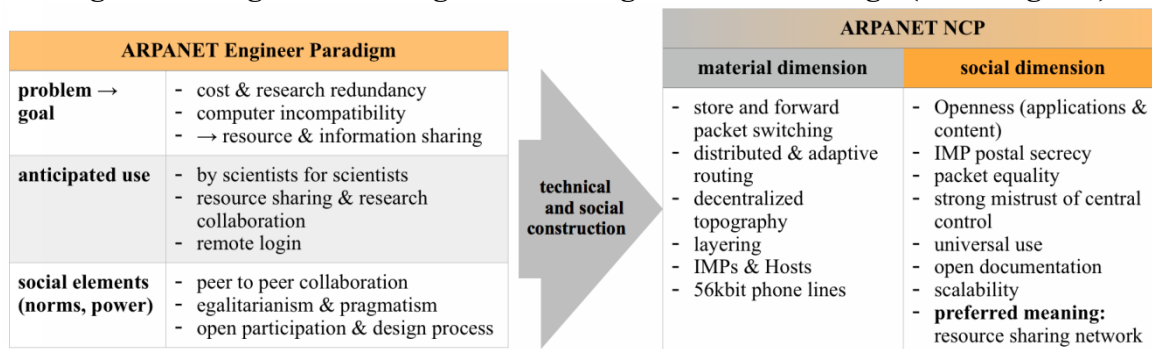 ARPANET Engineer Paradigm
problem →
goal
- cost & research redundancy
- computer incompatibility
- → resource & information sharing
anticipated use
- by scientists for scientists
- resource sharing & research
collaboration
- remote login
social elements
(norms, power)
- peer to peer collaboration
- egalitarianism & pragmatism
- open participation & design process
technical
and social
construction
ARPANET NCP
material dimension
- store and forward
packet switching
- distributed & adaptive
routing
- decentralized
topography
- layering
- IMPs & Hosts
- 56kbit phone lines
social dimension
- Openness (applications &
content)
- IMP postal secrecy
- packet equality
- strong mistrust of central
control
- universal use
- open documentation
- scalability
- preferred meaning:
resource sharing network